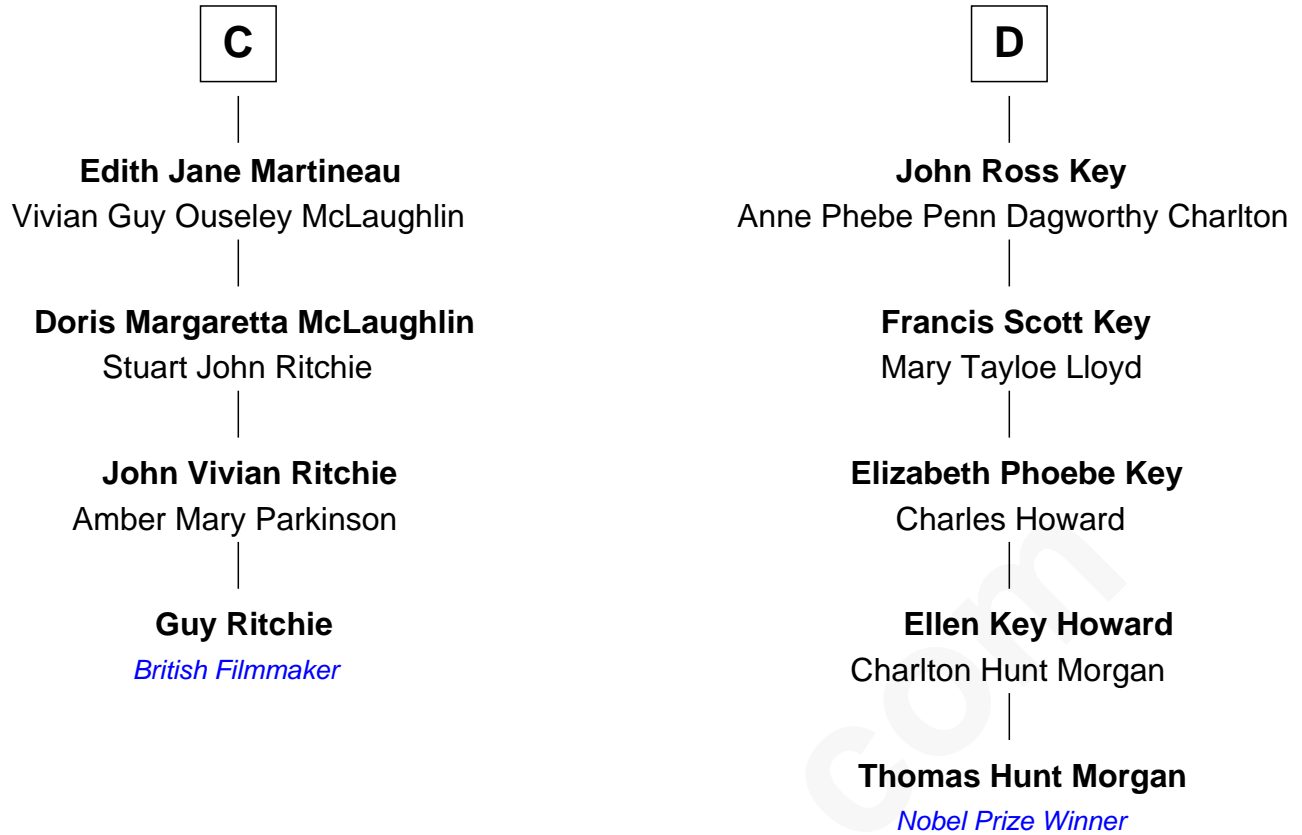 C
Edith Jane Martineau
Vivian Guy Ouseley McLaughlin
Doris Margaretta McLaughlin
Stuart John Ritchie
John Vivian Ritchie
Amber Mary Parkinson
Guy Ritchie
British Filmmaker
D
John Ross Key
Anne Phebe Penn Dagworthy Charlton
Francis Scott Key
Mary Tayloe Lloyd
Elizabeth Phoebe Key
Charles Howard
Ellen Key Howard
Charlton Hunt Morgan
Thomas Hunt Morgan
Nobel Prize Winner
com